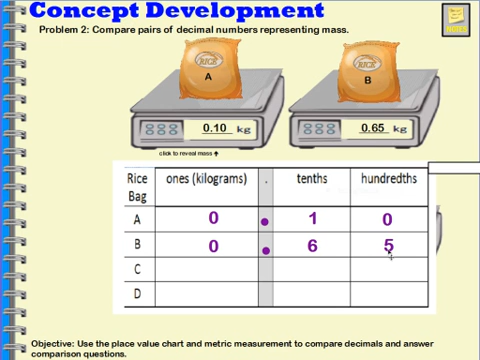 Concept Development
NOTES
Problem 2: Compare pairs of decimal numbers representing mass.
RICE
A
RICE
B
0.10 kg
0.65 kg
click to reveal mass
Rice Bag ones (kilograms) . tenths hundredths
A 0 . 1 0
B 0 . 6 5
C
D
Objective: Use the place value chart and metric measurement to compare decimals and answer
comparison questions.